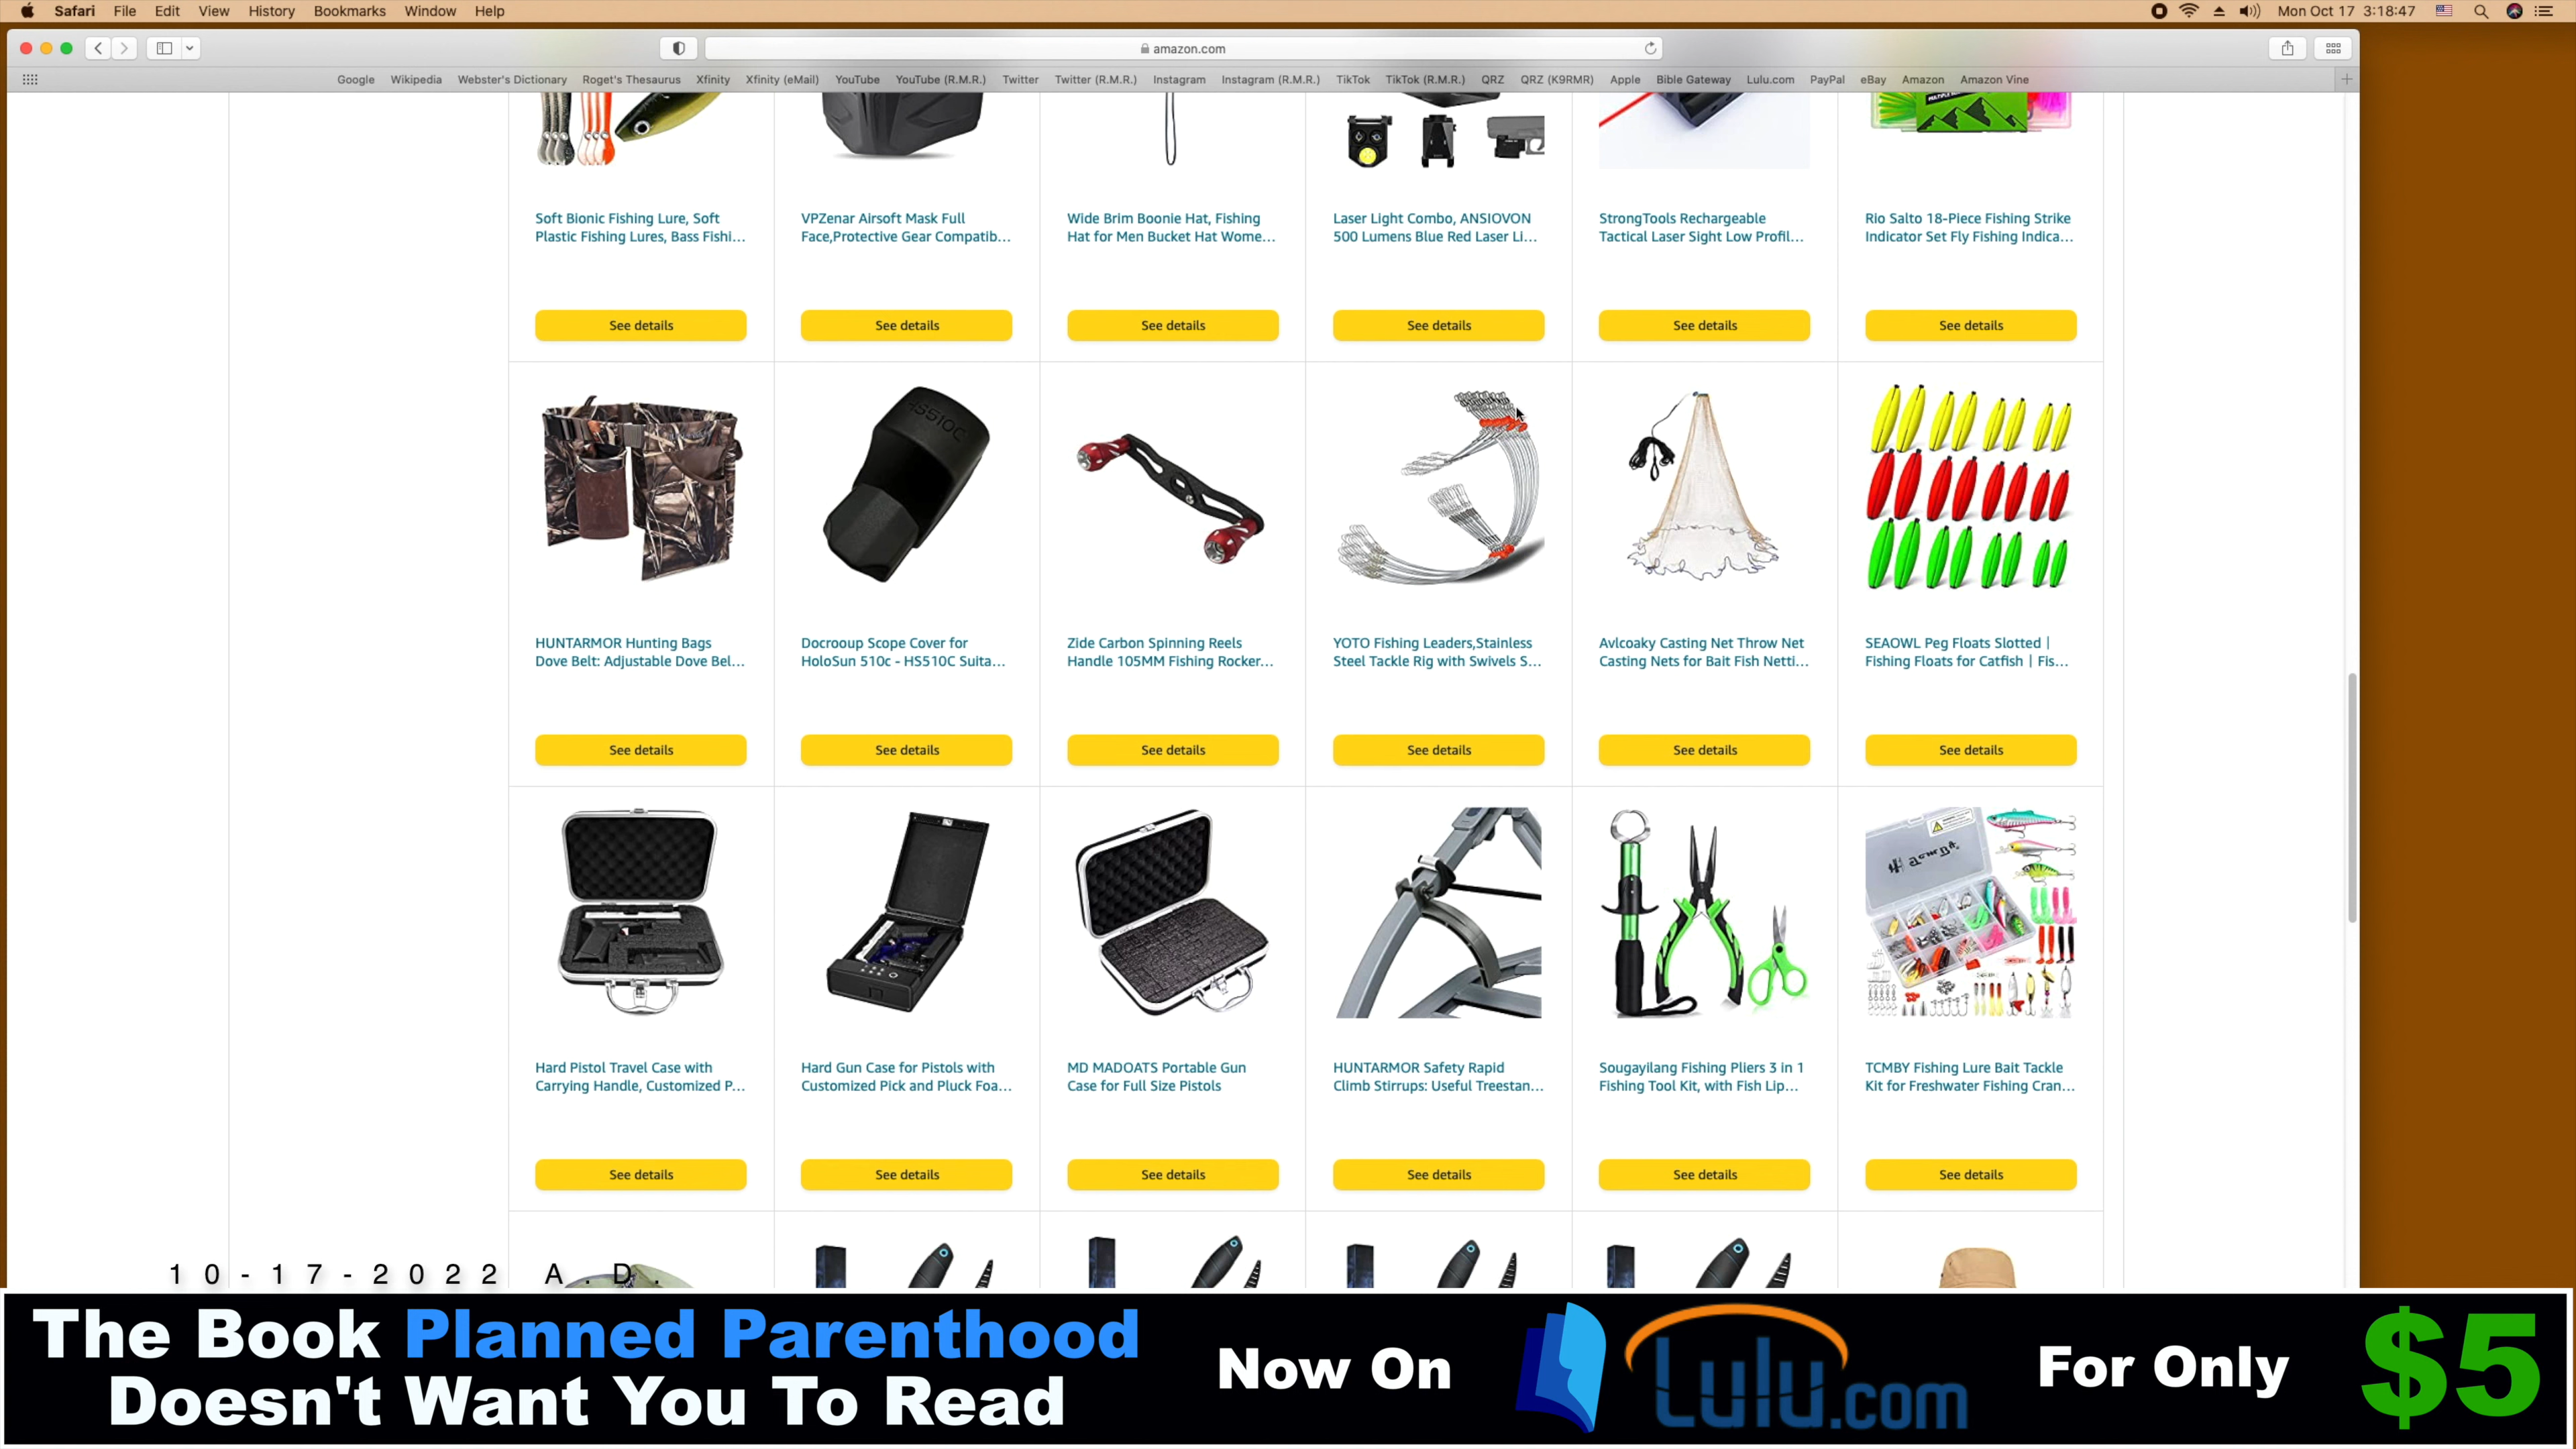 Safari File Edit View History Bookmarks Window Help
Mon Oct 17 3:18:47
amazon.com
Google Wikipedia Webster's Dictionary Roget's Thesaurus Xfinity Xfinity (eMail) YouTube YouTube (R.M.R.) Twitter Twitter (R.M.R.) Instagram Instagram (R.M.R.) TikTok TikTok (R.M.R.) QRZ QRZ (K9RMR) Apple Bible Gateway Lulu.com PayPal eBay Amazon Amazon Vine
Soft Bionic Fishing Lure, Soft
Plastic Fishing Lures, Bass Fishi...
VPZenar Airsoft Mask Full
Face,Protective Gear Compatib...
Wide Brim Boonie Hat, Fishing
Hat for Men Bucket Hat Wome...
Laser Light Combo, ANSIOVON
500 Lumens Blue Red Laser Li...
StrongTools Rechargeable
Tactical Laser Sight Low Profil...
Rio Salto 18-Piece Fishing Strike
Indicator Set Fly Fishing Indica...
See details See details See details See details See details See details
HS510C
HUNTARMOR Hunting Bags
Dove Belt: Adjustable Dove Bel...
Docrooup Scope Cover for
HoloSun 510c - HS510C Suita...
Zide Carbon Spinning Reels
Handle 105MM Fishing Rocker...
YOTO Fishing Leaders,Stainless
Steel Tackle Rig with Swivels S...
Avlcoaky Casting Net Throw Net
Casting Nets for Bait Fish Netti...
SEAOWL Peg Floats Slotted |
Fishing Floats for Catfish | Fis...
See details See details See details See details See details See details
Hard Pistol Travel Case with
Carrying Handle, Customized P...
Hard Gun Case for Pistols with
Customized Pick and Pluck Foa...
MD MADOATS Portable Gun
Case for Full Size Pistols
HUNTARMOR Safety Rapid
Climb Stirrups: Useful Treestan...
Sougayilang Fishing Pliers 3 in 1
Fishing Tool Kit, with Fish Lip...
TCMBY Fishing Lure Bait Tackle
Kit for Freshwater Fishing Cran...
See details See details See details See details See details See details
10-17-2022 A.D.
The Book Planned Parenthood
Doesn't Want You To Read
Now On
Lulu.com
For Only
$5